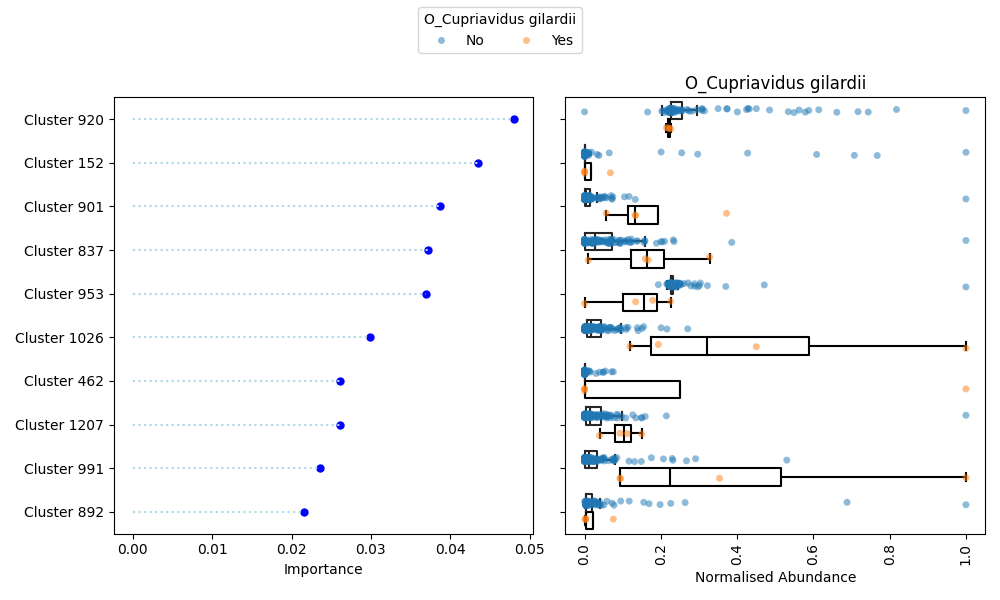 O_Cupriavidus gilardii
No Yes
O_Cupriavidus gilardii
Cluster 920
Cluster 152
Cluster 901
Cluster 837
Cluster 953
Cluster 1026
Cluster 462
Cluster 1207
Cluster 991
Cluster 892
0.00 0.01 0.02 0.03 0.04 0.05
Importance
0.0 0.2 0.4 0.6 0.8 1.0
Normalised Abundance